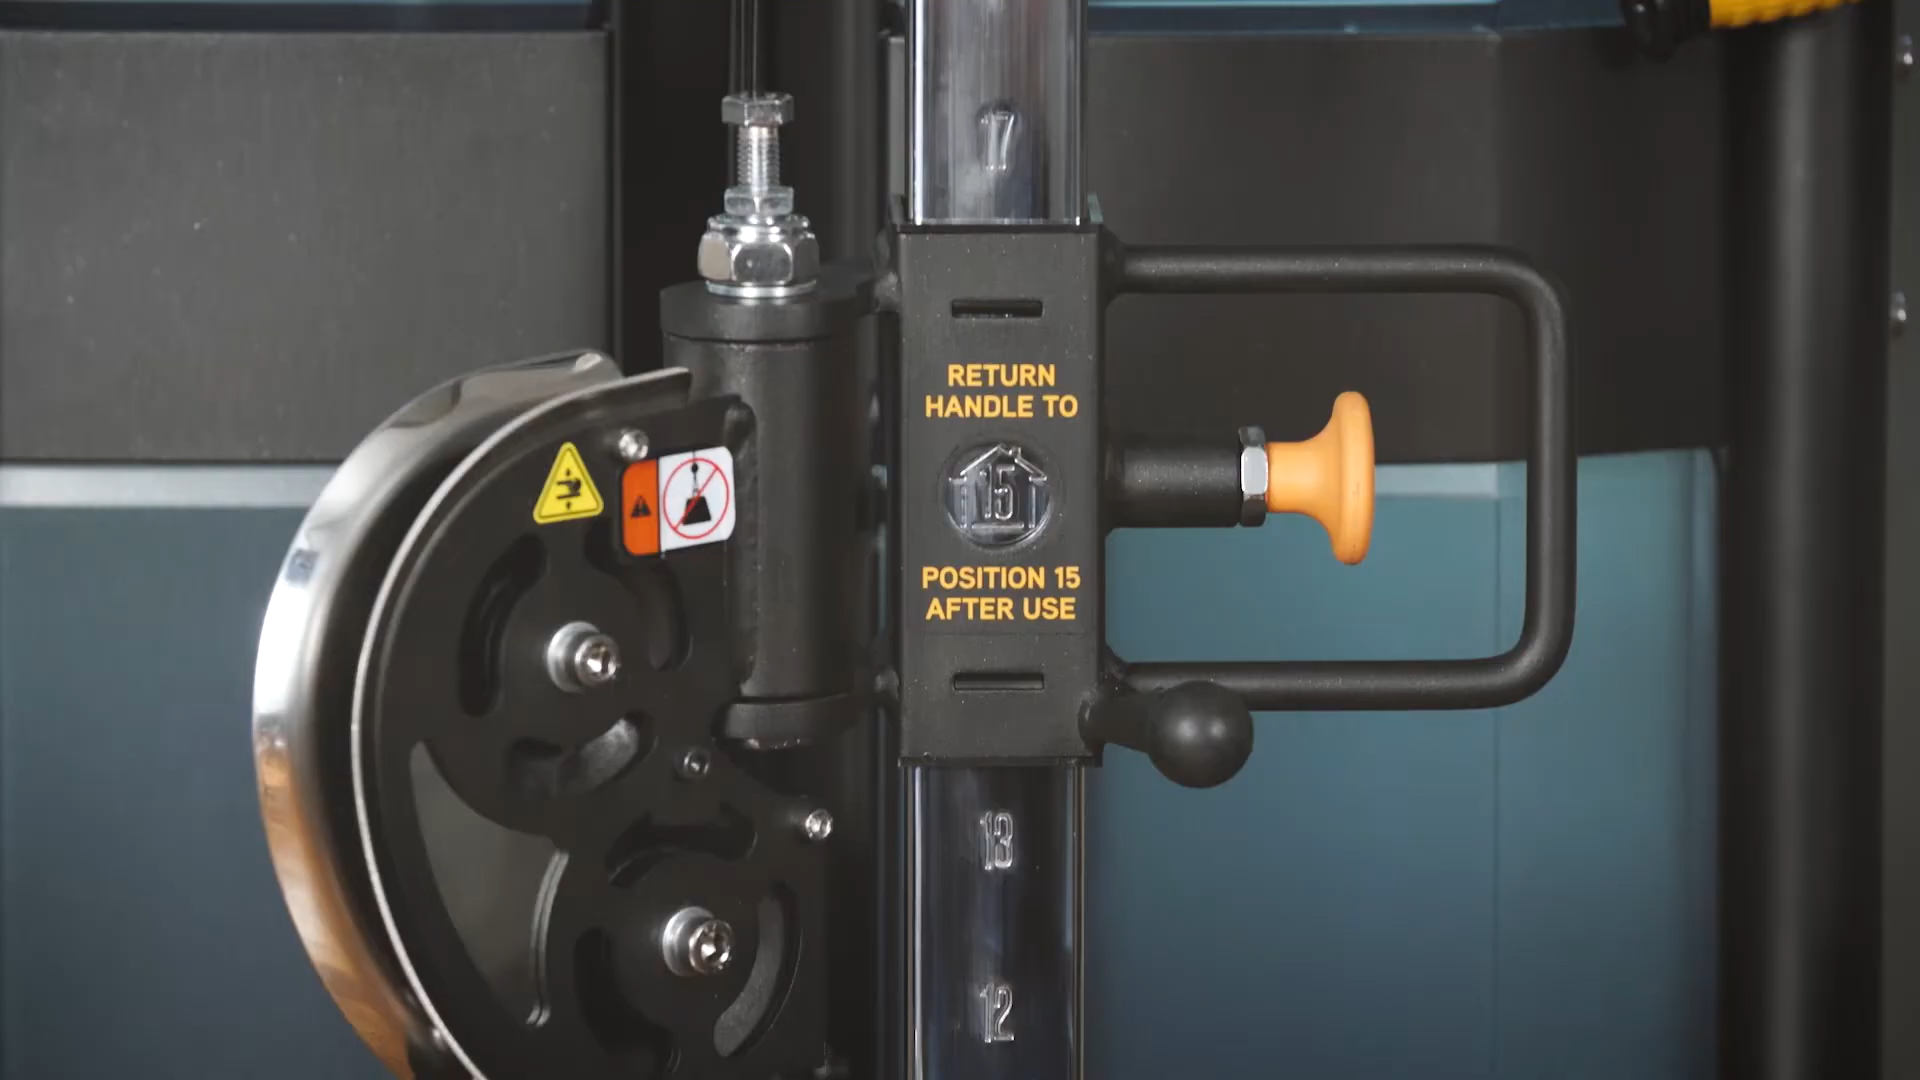 17
RETURN
HANDLE TO
15
POSITION 15
AFTER USE
13
12